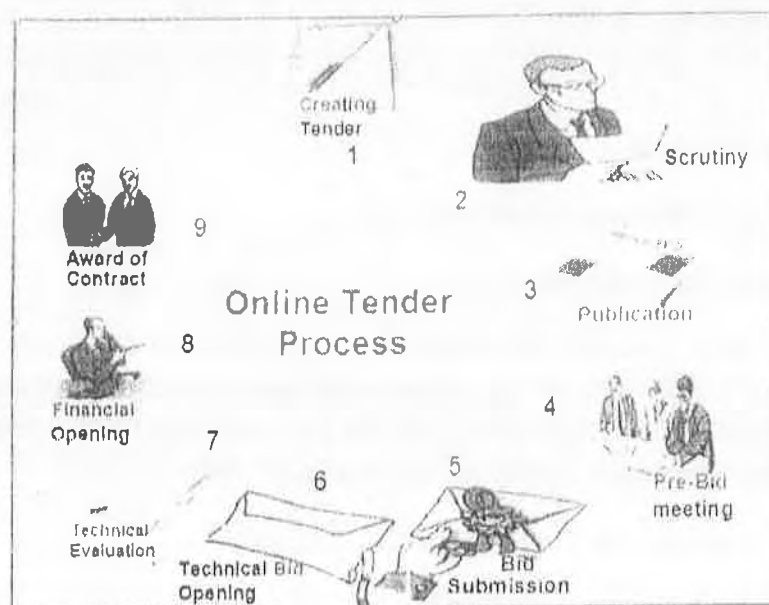 Creating
Tender
1
2
Scrutiny
9
Award of
Contract
3
Publication
Online Tender
Process
8
Financial
Opening
4
Pre-Bid
meeting
7
6
5
Technical
Evaluation
Technical Bid
Opening
Bid
Submission